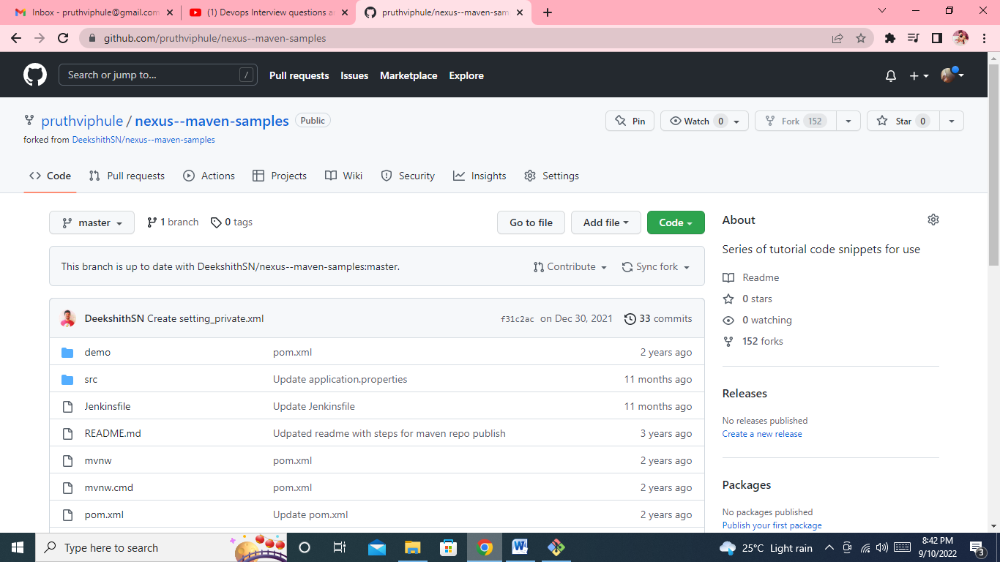 Inbox - pruthviphule@gmail.com
(1) Devops Interview questions a
pruthviphule/nexus--maven-sam
github.com/pruthviphule/nexus--maven-samples
Search or jump to... /
Pull requests Issues Marketplace Explore
pruthviphule / nexus--maven-samples Public
Pin Watch 0 Fork 152 Star 0
forked from DeekshithSN/nexus--maven-samples
Code Pull requests Actions Projects Wiki Security Insights Settings
master 1 branch 0 tags Go to file Add file Code
This branch is up to date with DeekshithSN/nexus--maven-samples:master. Contribute Sync fork
DeekshithSN Create setting_private.xml f31c2ac on Dec 30, 2021 33 commits
demo pom.xml 2 years ago
src Update application.properties 11 months ago
Jenkinsfile Update Jenkinsfile 11 months ago
README.md Udpated readme with steps for maven repo publish 3 years ago
mvnw pom.xml 2 years ago
mvnw.cmd pom.xml 2 years ago
pom.xml Update pom.xml 2 years ago
About
Series of tutorial code snippets for use
Readme
0 stars
0 watching
152 forks
Releases
No releases published
Create a new release
Packages
No packages published
Publish your first package
Type here to search
25°C Light rain
8:42 PM
9/10/2022
3